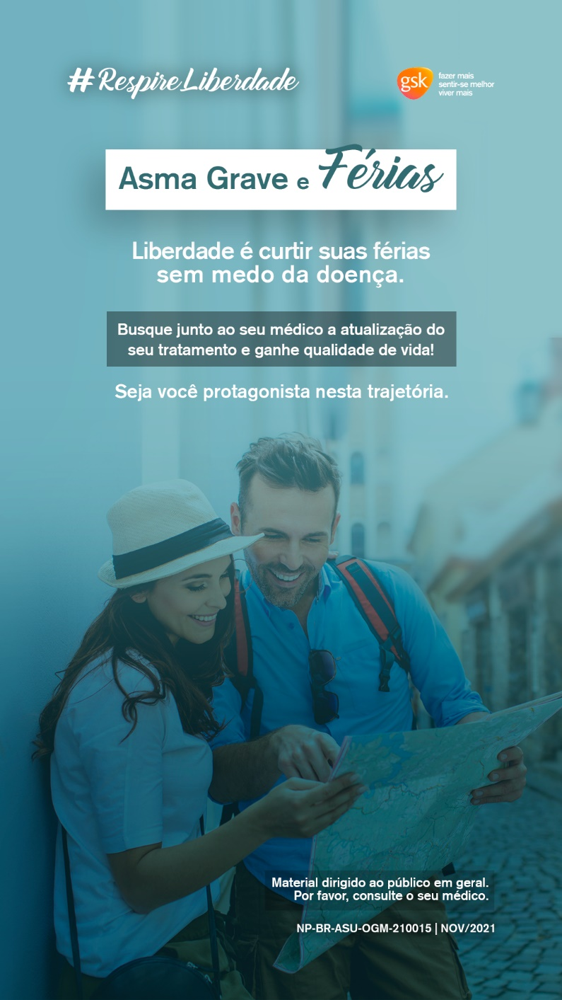 #RespireLiberdade
gsk
fazer mais
sentir-se melhor
viver mais
Asma Grave e Férias
Liberdade é curtir suas férias
sem medo da doença.
Busque junto ao seu médico a atualização do
seu tratamento e ganhe qualidade de vida!
Seja você protagonista nesta trajetória.
Material dirigido ao público em geral.
Por favor, consulte o seu médico.
NP-BR-ASU-OGM-210015 | NOV/2021